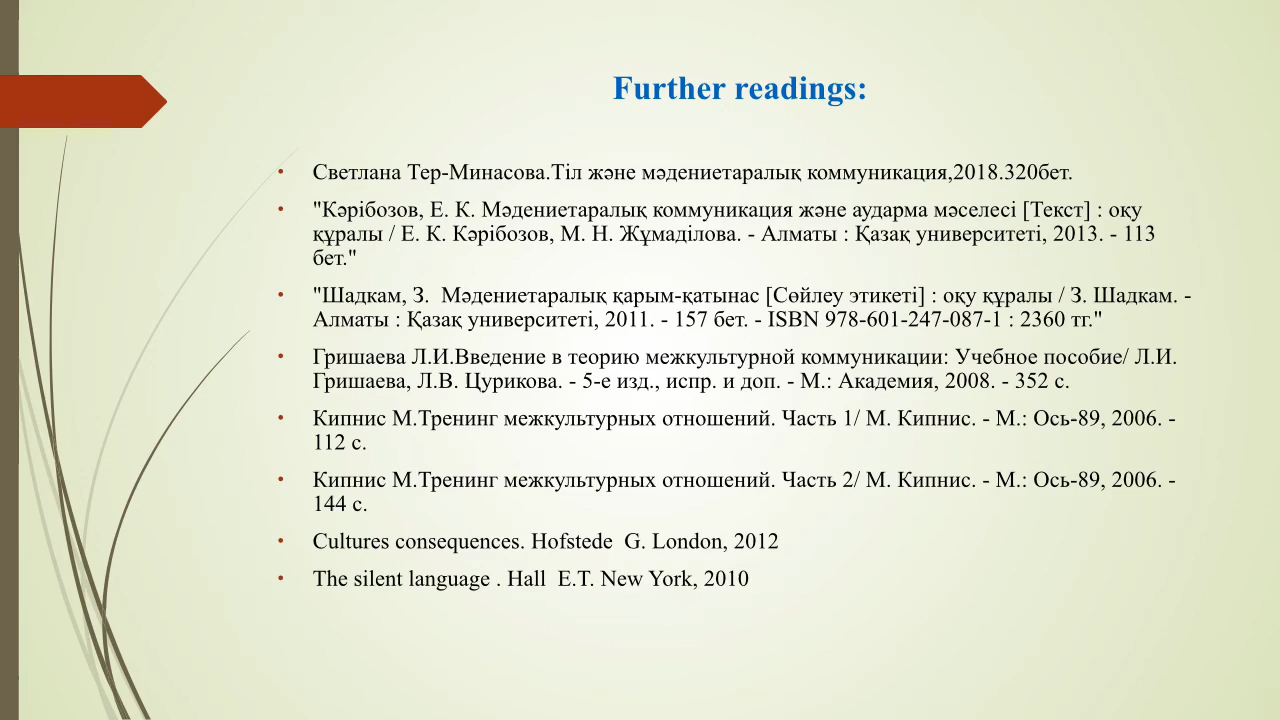 Further readings:
• Светлана Тер-Минасова.Тіл және мәдениетаралық коммуникация,2018.320бет.
• "Кәрібозов, Е. К. Мәдениетаралық коммуникация және аударма мәселесі [Текст] : оқу
құралы / Е. К. Кәрібозов, М. Н. Жұмаділова. - Алматы : Қазақ университеті, 2013. - 113
бет."
• "Шадкам, З.  Мәдениетаралық қарым-қатынас [Сөйлеу этикеті] : оқу құралы / З. Шадкам. -
Алматы : Қазақ университеті, 2011. - 157 бет. - ISBN 978-601-247-087-1 : 2360 тг."
• Гришаева Л.И.Введение в теорию межкультурной коммуникации: Учебное пособие/ Л.И.
Гришаева, Л.В. Цурикова. - 5-е изд., испр. и доп. - М.: Академия, 2008. - 352 с.
• Кипнис М.Тренинг межкультурных отношений. Часть 1/ М. Кипнис. - М.: Ось-89, 2006. -
112 с.
• Кипнис М.Тренинг межкультурных отношений. Часть 2/ М. Кипнис. - М.: Ось-89, 2006. -
144 с.
• Cultures consequences. Hofstede  G. London, 2012
• The silent language . Hall  E.T. New York, 2010